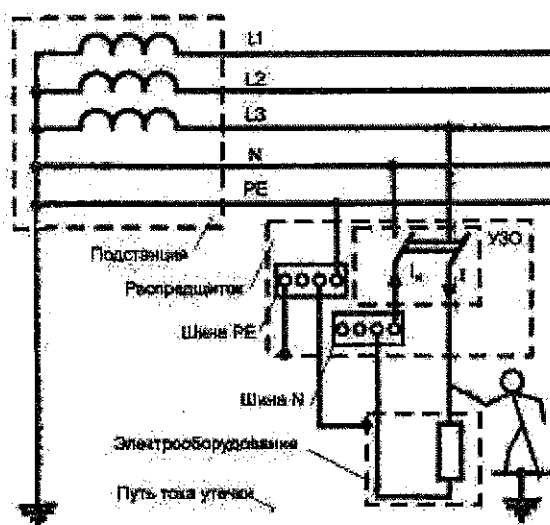 L1
L2
L3
N
PE
Подстанция
УЗО
Распредщиток
Шина PE
Шина N
Электрооборудование
Путь тока утечки